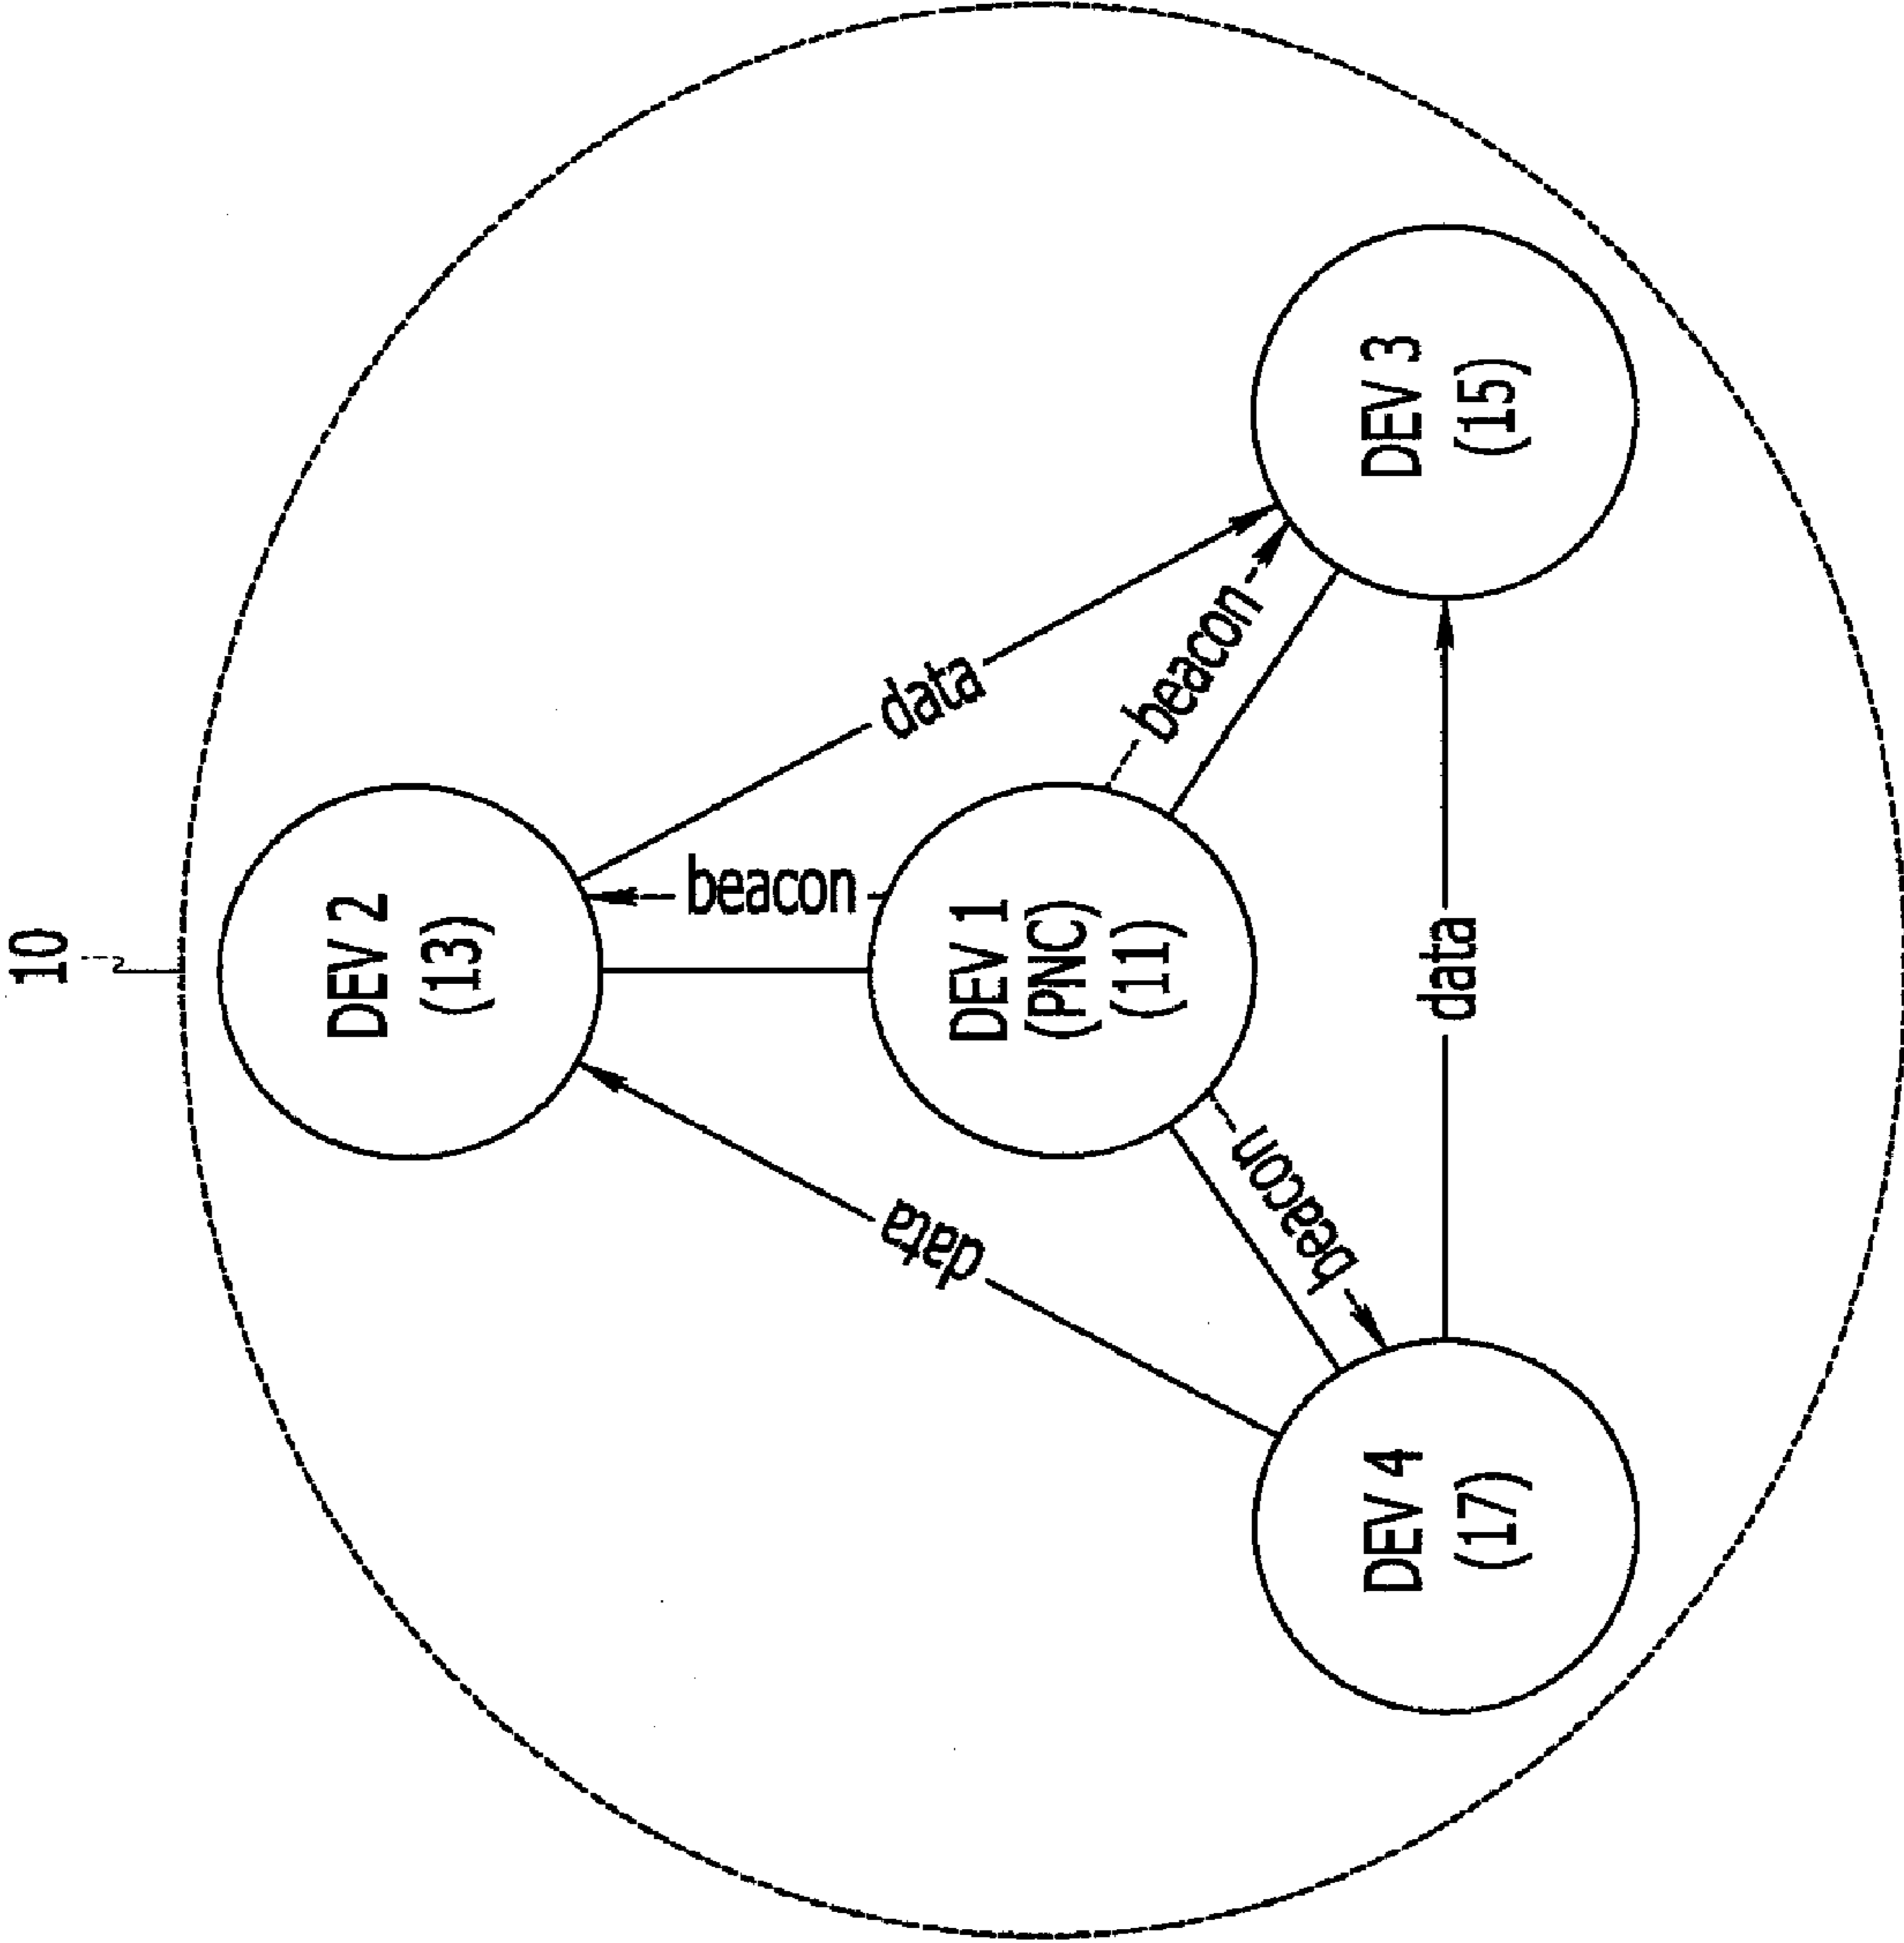 10
DEV 2
(13)
data
beacon
data
DEV 1
(PNC)
(11)
beacon
beacon
DEV 4
(17)
data
DEV 3
(15)